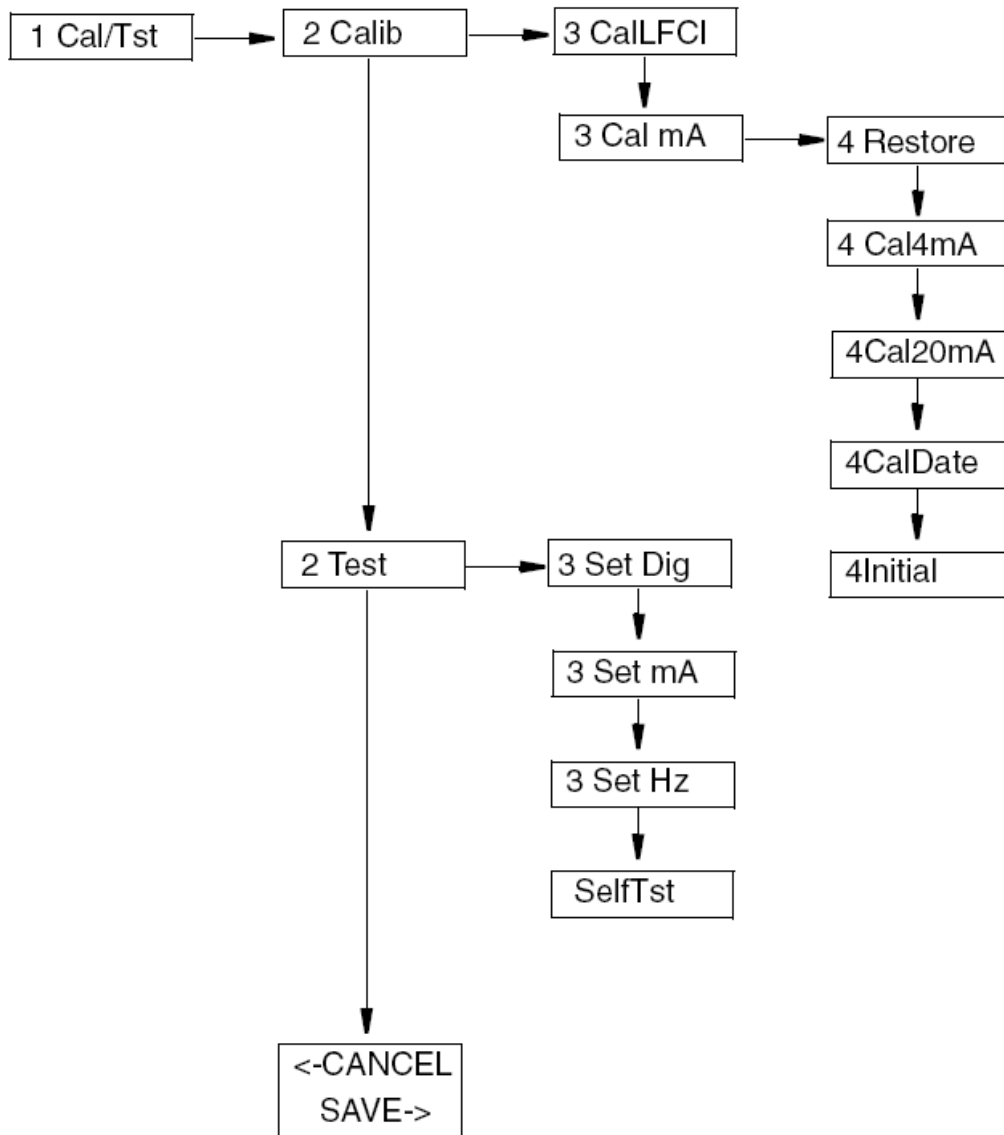 1 Cal/Tst
2 Calib
3 CalLFCI
3 Cal mA
4 Restore
4 Cal4mA
4Cal20mA
4CalDate
4Initial
2 Test
3 Set Dig
3 Set mA
3 Set Hz
SelfTst
<-CANCEL
SAVE->